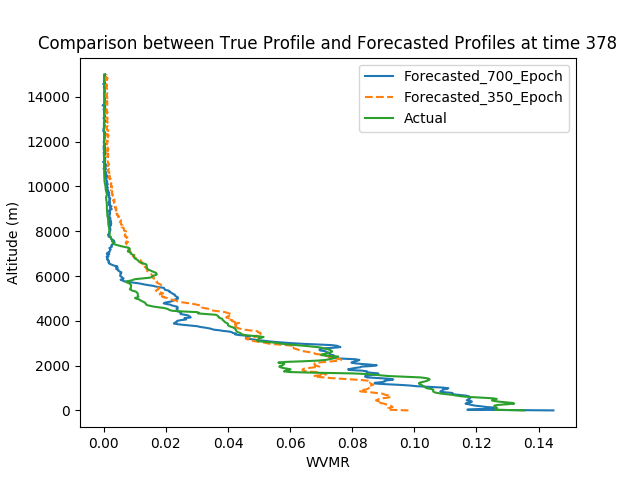 Comparison between True Profile and Forecasted Profiles at time 378
Forecasted_700_Epoch
Forecasted_350_Epoch
Actual
Altitude (m)
14000
12000
10000
8000
6000
4000
2000
0
0.00 0.02 0.04 0.06 0.08 0.10 0.12 0.14
WVMR